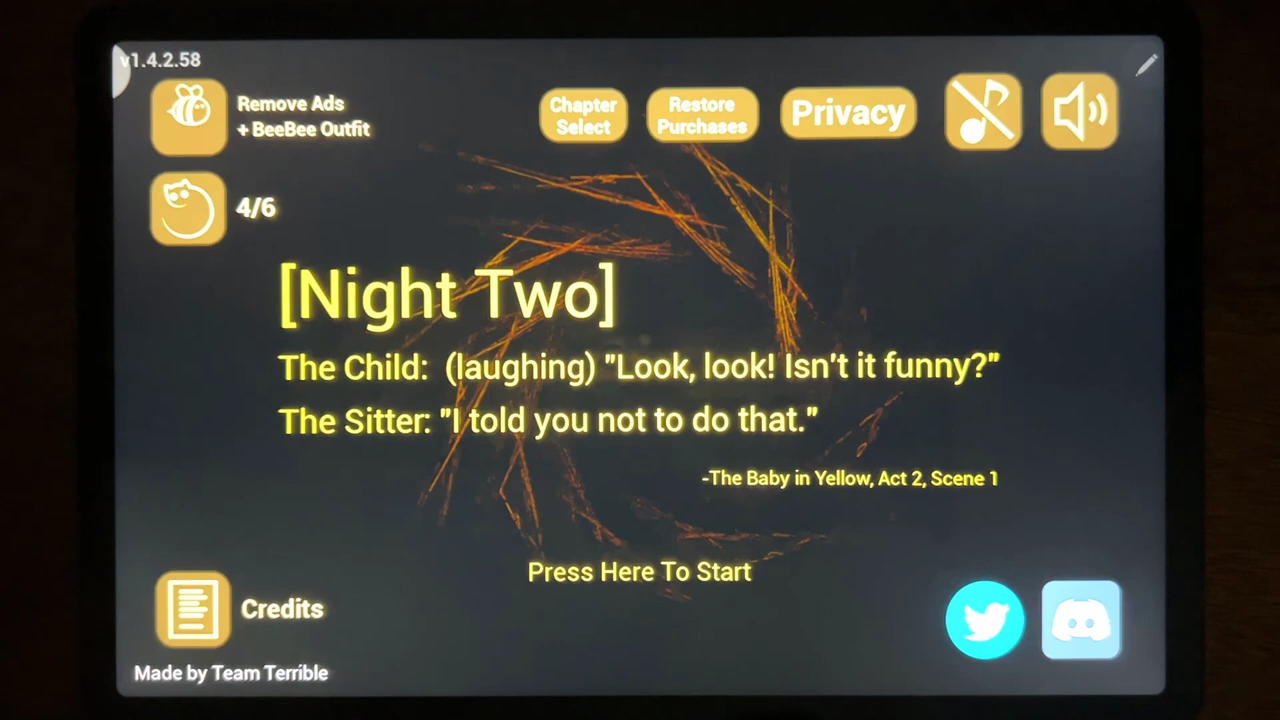 v1.4.2.58
Remove Ads
+ BeeBee Outfit
Chapter
Select
Restore
Purchases
Privacy
4/6
[Night Two]
The Child:  (laughing) "Look, look! Isn't it funny?"
The Sitter: "I told you not to do that."
-The Baby in Yellow, Act 2, Scene 1
Press Here To Start
Credits
Made by Team Terrible